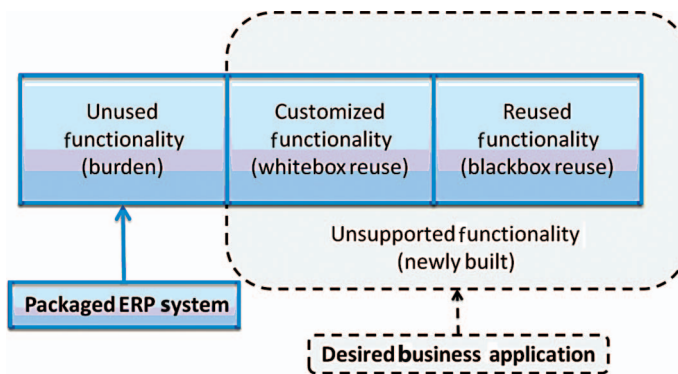 Unused
functionality
(burden)
Customized
functionality
(whitebox reuse)
Reused
functionality
(blackbox reuse)
Unsupported functionality
(newly built)
Packaged ERP system
Desired business application